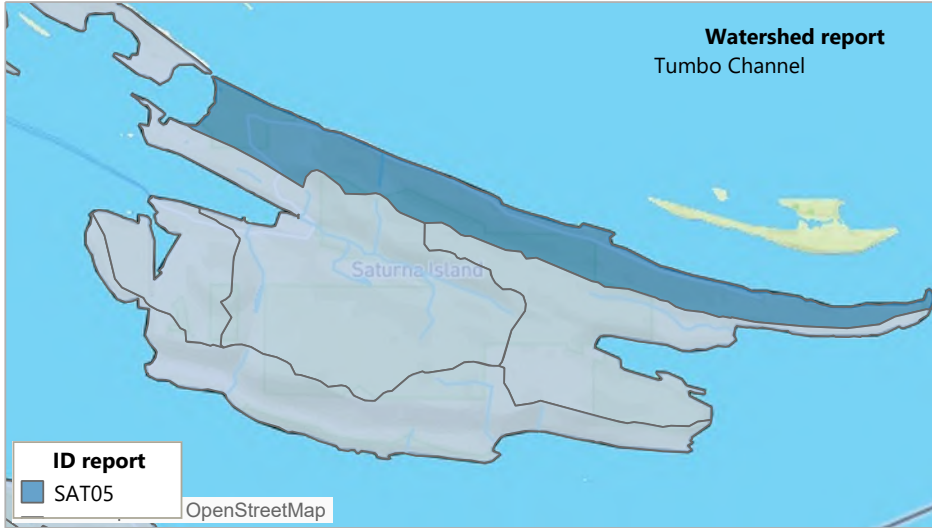 Watershed report
Tumbo Channel
Saturna Island
ID report
SAT05
OpenStreetMap